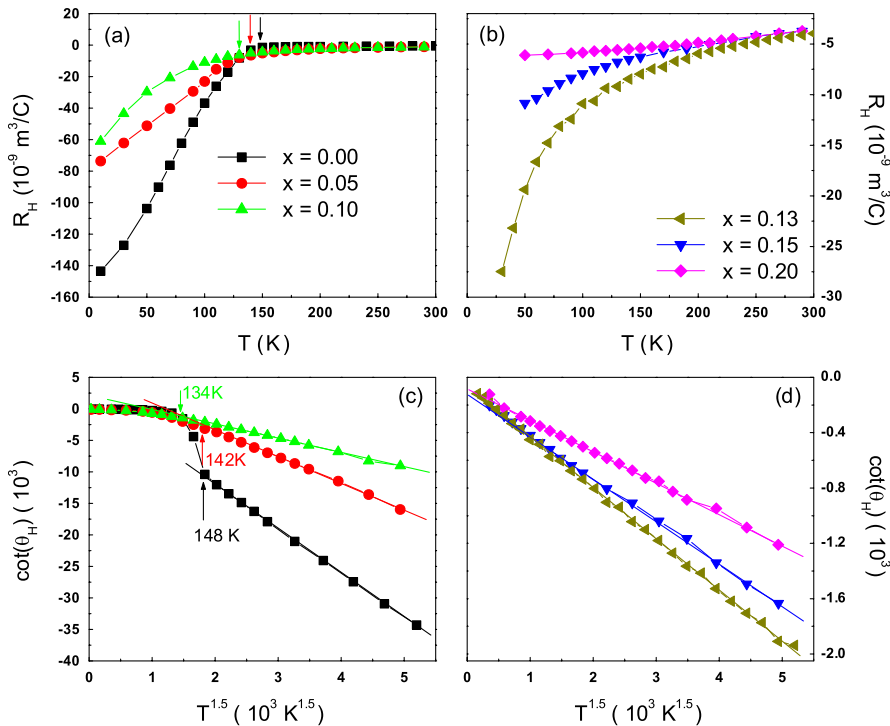 (a)
R_H (10^-9 m^3/C)
20
0
-20
-40
-60
-80
-100
-120
-140
-160
x = 0.00
x = 0.05
x = 0.10
0 50 100 150 200 250 300
T (K)
(b)
-5
-10
-15
-20
-25
-30
R_H (10^-9 m^3/C)
x = 0.13
x = 0.15
x = 0.20
0 50 100 150 200 250 300
T (K)
(c)
cot(θ_H) ( 10^3)
5
0
-5
-10
-15
-20
-25
-30
-35
-40
134K
142K
148 K
0 1 2 3 4 5
T^1.5 ( 10^3 K^1.5)
(d)
0.0
-0.4
-0.8
-1.2
-1.6
-2.0
cot(θ_H) ( 10^3)
0 1 2 3 4 5
T^1.5 ( 10^3 K^1.5)